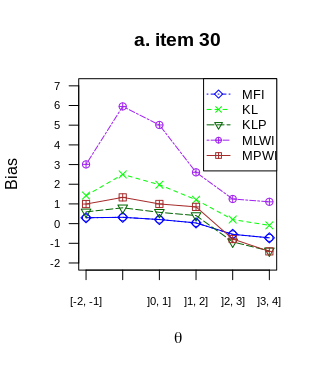 a. item 30
Bias
7
6
5
4
3
2
1
0
-1
-2
MFI
KL
KLP
MLWI
MPWI
[-2, -1] ]0, 1] ]1, 2] ]2, 3] ]3, 4]
θ